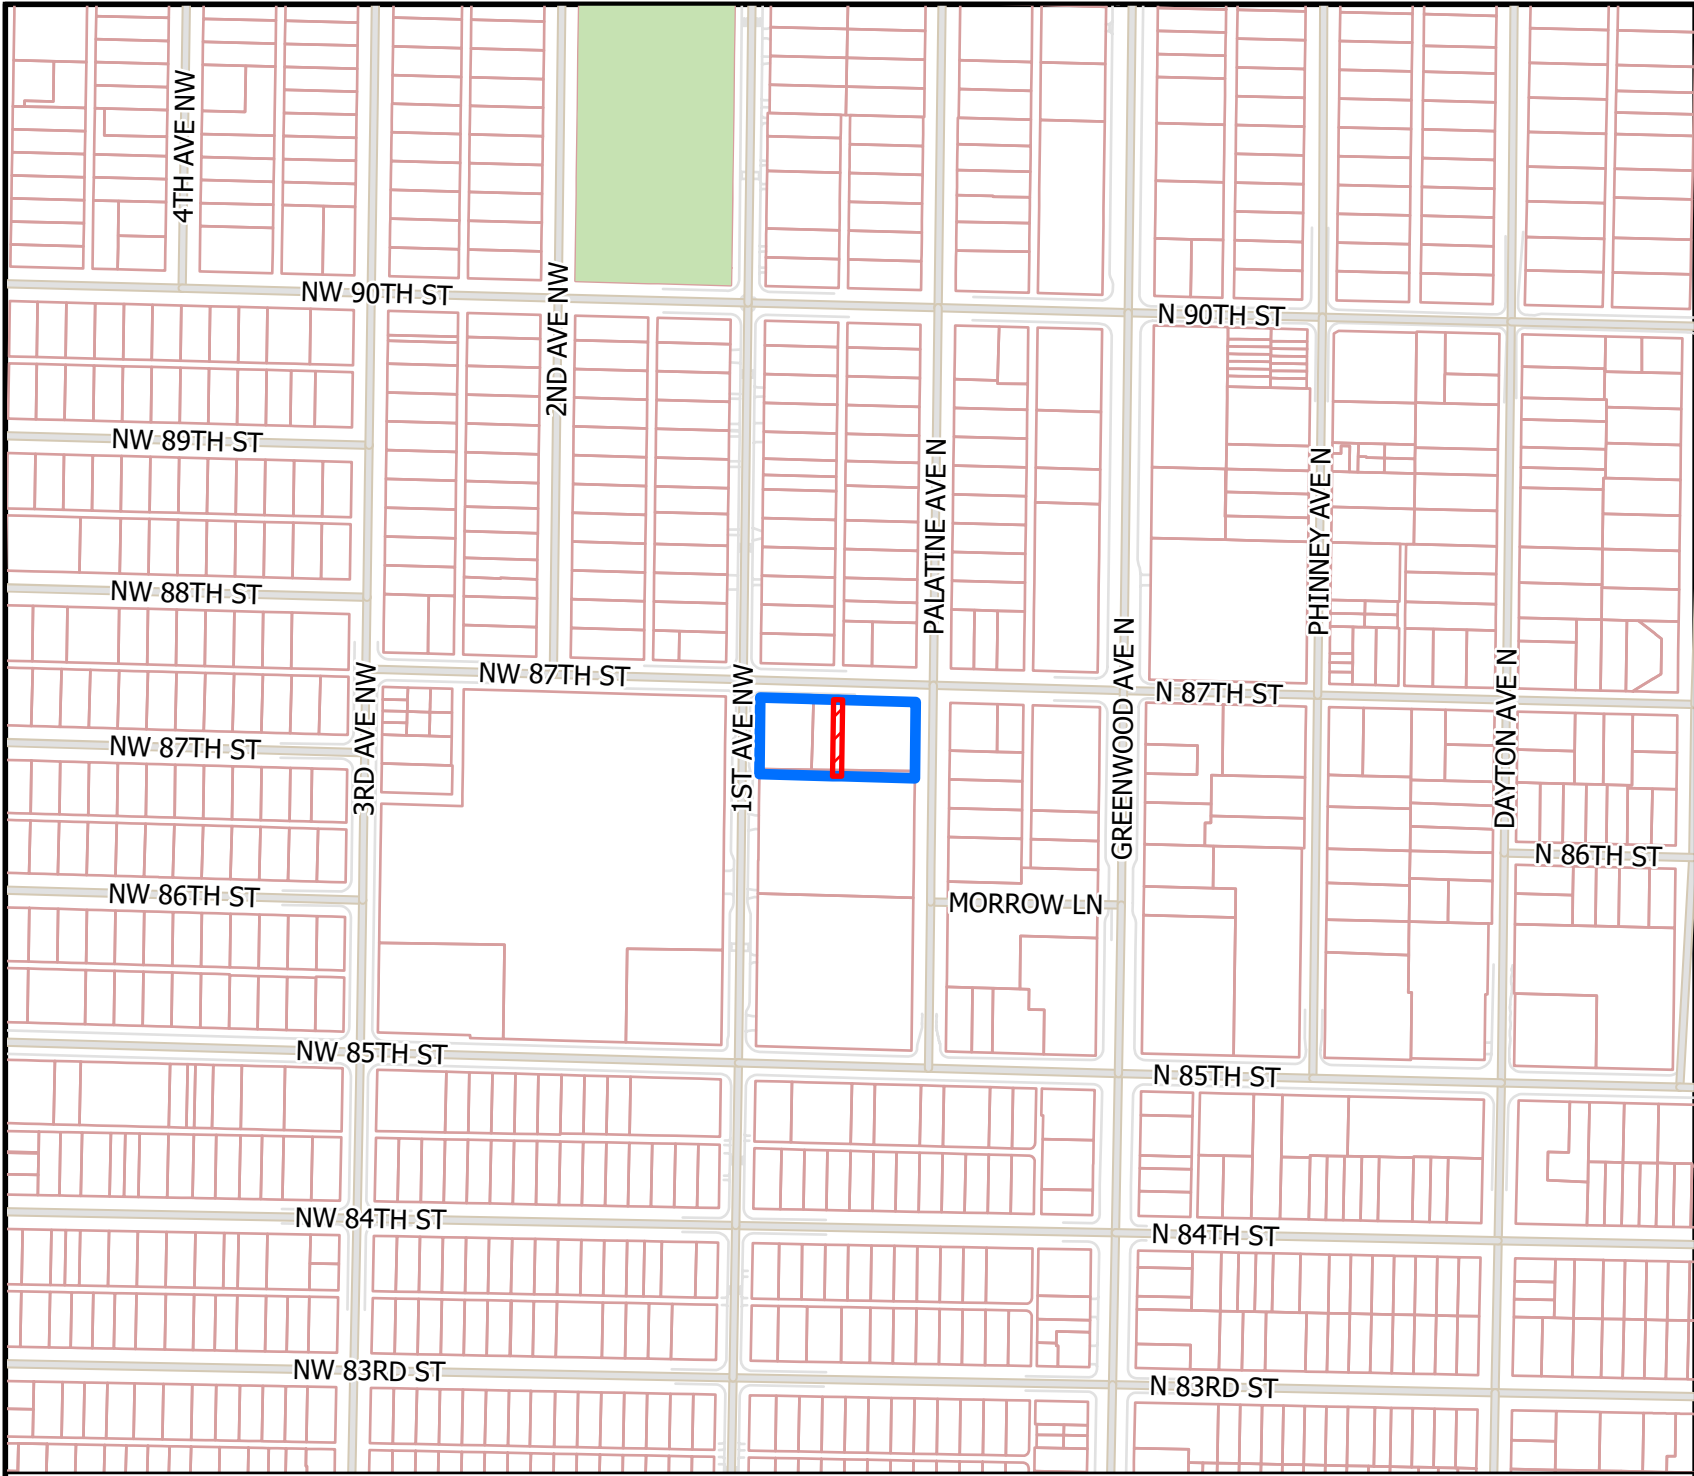 4TH AVE NW
NW 90TH ST
2ND AVE NW
N 90TH ST
NW 89TH ST
PALATINE AVE N
PHINNEY AVE N
NW 88TH ST
GREENWOOD AVE N
NW 87TH ST
3RD AVE NW
1ST AVE NW
N 87TH ST
DAYTON AVE N
NW 87TH ST
N 86TH ST
NW 86TH ST
MORROW LN
NW 85TH ST
N 85TH ST
NW 84TH ST
N 84TH ST
NW 83RD ST
N 83RD ST